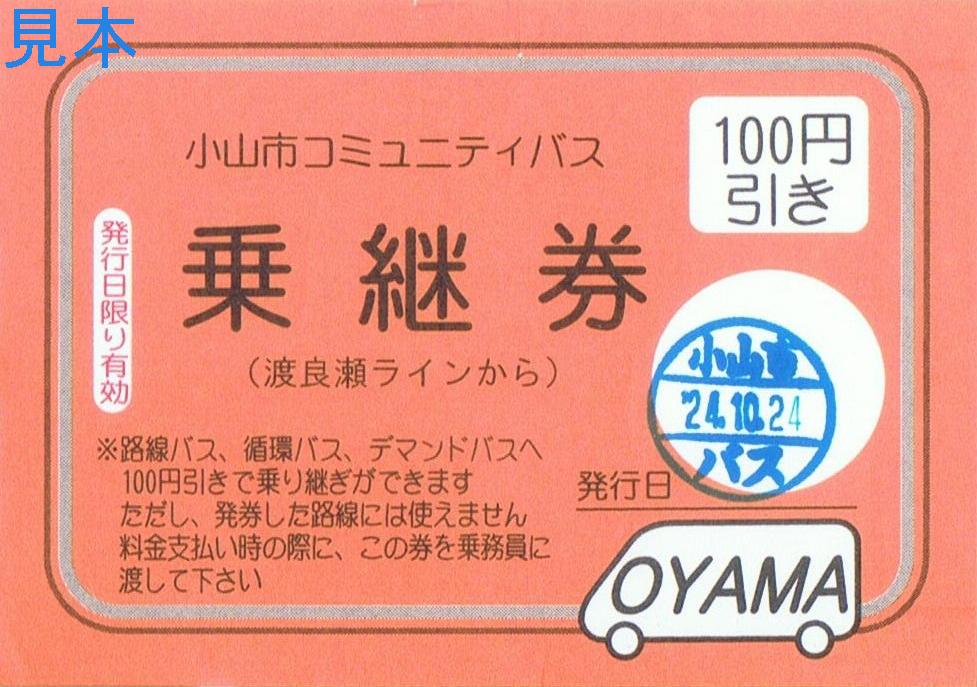 見本
小山市コミュニティバス
100円
引き
乗継券
発行日限り有効
(渡良瀬ラインから)
小山市
'24.10.24
バス
発行日
※路線バス、循環バス、デマンドバスへ
100円引きで乗り継ぎができます
ただし、発券した路線には使えません
料金支払い時の際に、この券を乗務員に
渡して下さい
OYAMA